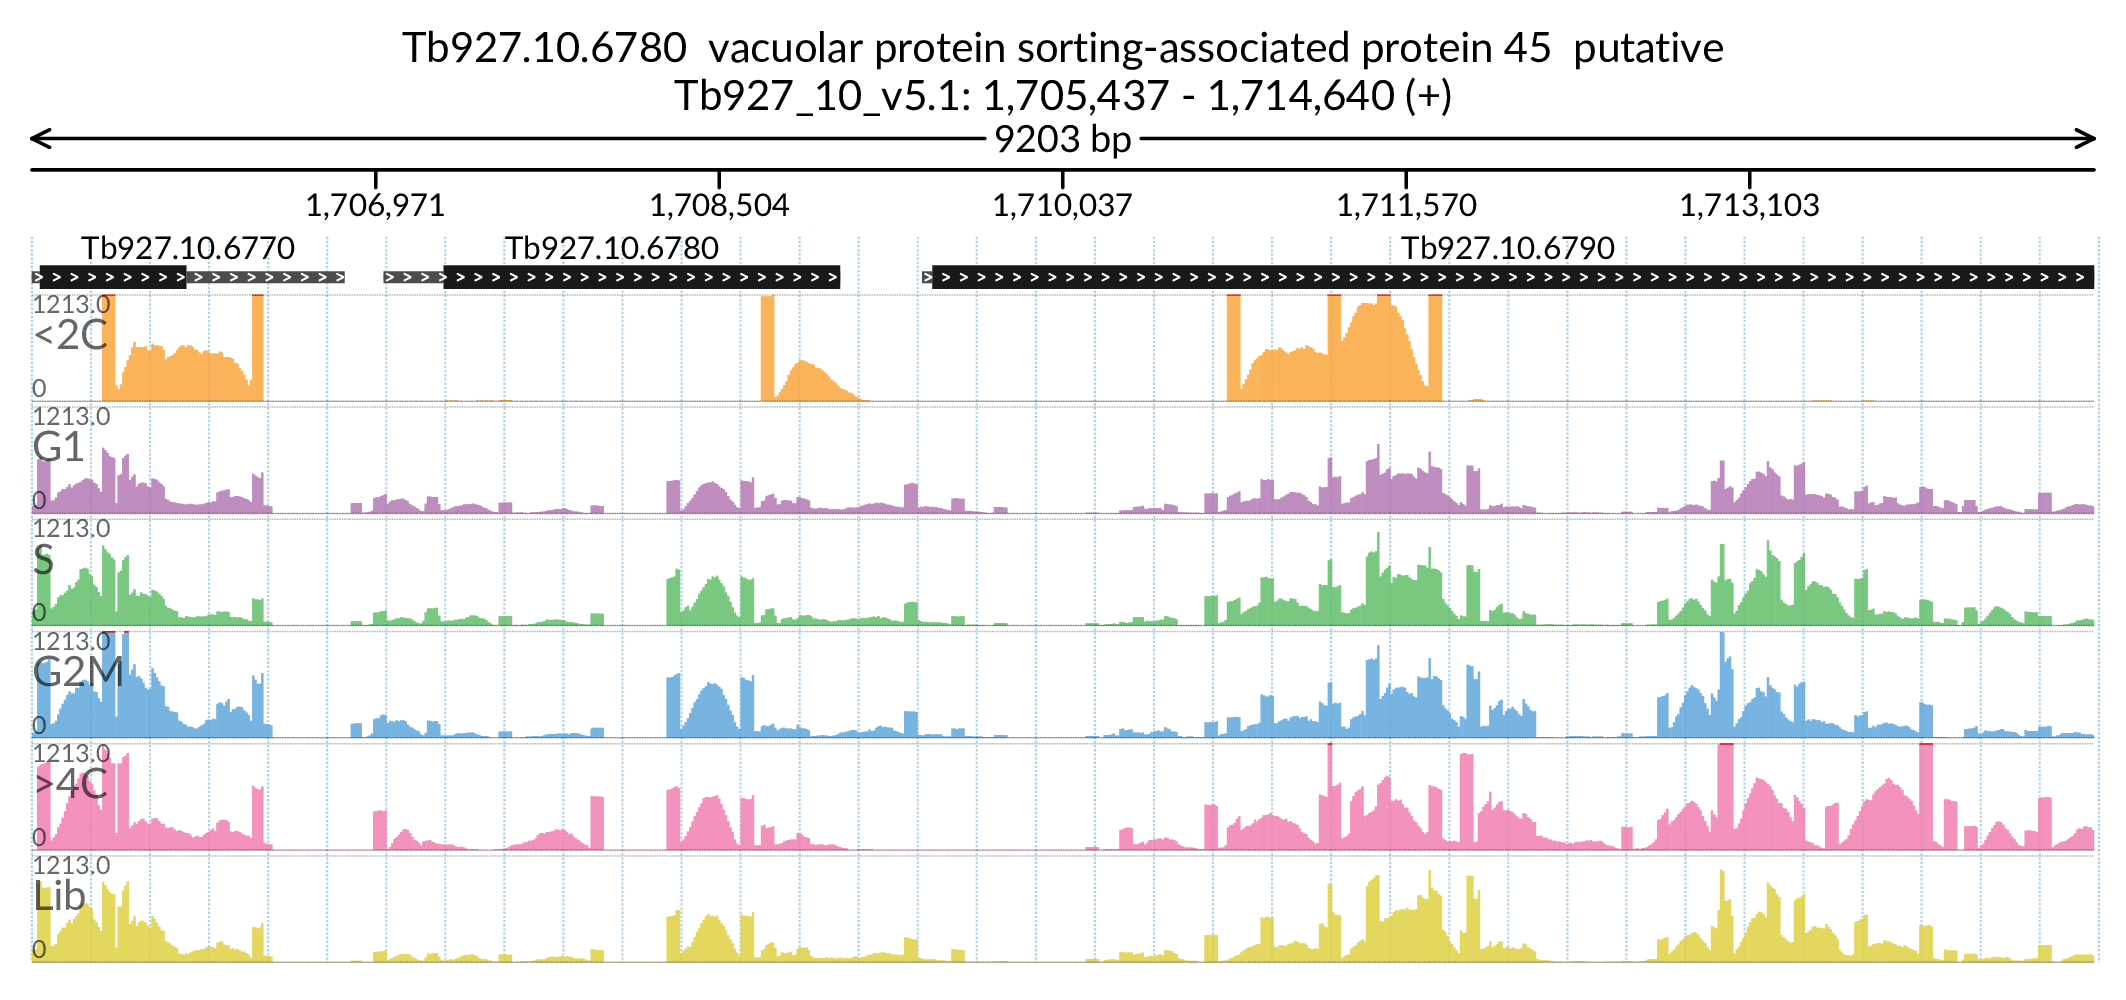 Tb927.10.6780  vacuolar protein sorting-associated protein 45  putative
Tb927_10_v5.1: 1,705,437 - 1,714,640 (+)
9203 bp
1,706,971 1,708,504 1,710,037 1,711,570 1,713,103
Tb927.10.6770 Tb927.10.6780 Tb927.10.6790
1213.0
<2C
0
1213.0
G1
0
1213.0
S
0
1213.0
G2M
0
1213.0
>4C
0
1213.0
Lib
0